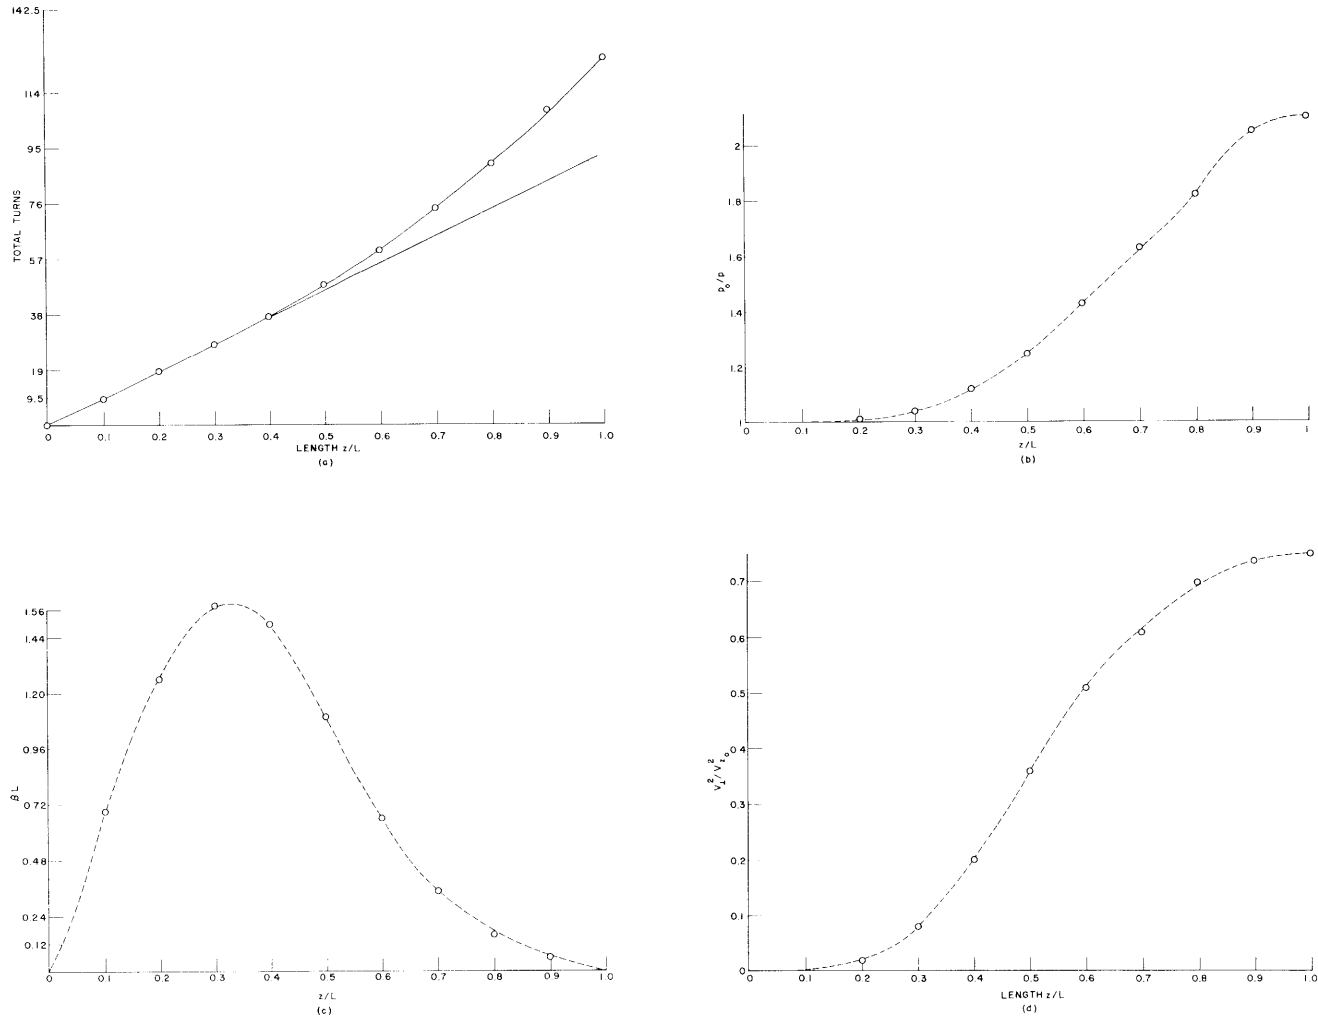 142.5
114
95
76
57
38
19
9.5
TOTAL TURNS
0 0.1 0.2 0.3 0.4 0.5 0.6 0.7 0.8 0.9 1.0
LENGTH z/L
(a)
2
1.8
1.6
1.4
1.2
1
p₀/p
0 0.1 0.2 0.3 0.4 0.5 0.6 0.7 0.8 0.9 1
z/L
(b)
1.56
1.44
1.20
0.96
0.72
0.48
0.24
0.12
βL
0 0.1 0.2 0.3 0.4 0.5 0.6 0.7 0.8 0.9 1.0
z/L
(c)
0.7
0.6
0.5
0.4
0.3
0.2
0.1
0
V⊥²/Vz₀²
0 0.1 0.2 0.3 0.4 0.5 0.6 0.7 0.8 0.9 1.0
LENGTH z/L
(d)